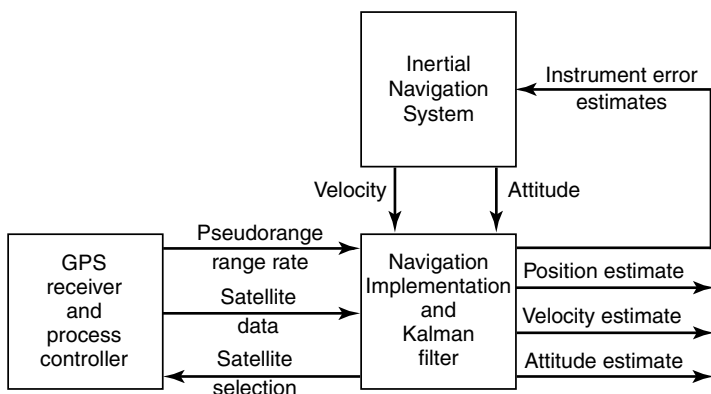 Inertial
Navigation
System
Instrument error
estimates
Velocity
Attitude
GPS
receiver
and
process
controller
Pseudorange
range rate
Satellite
data
Satellite
selection
Navigation
Implementation
and
Kalman
filter
Position estimate
Velocity estimate
Attitude estimate